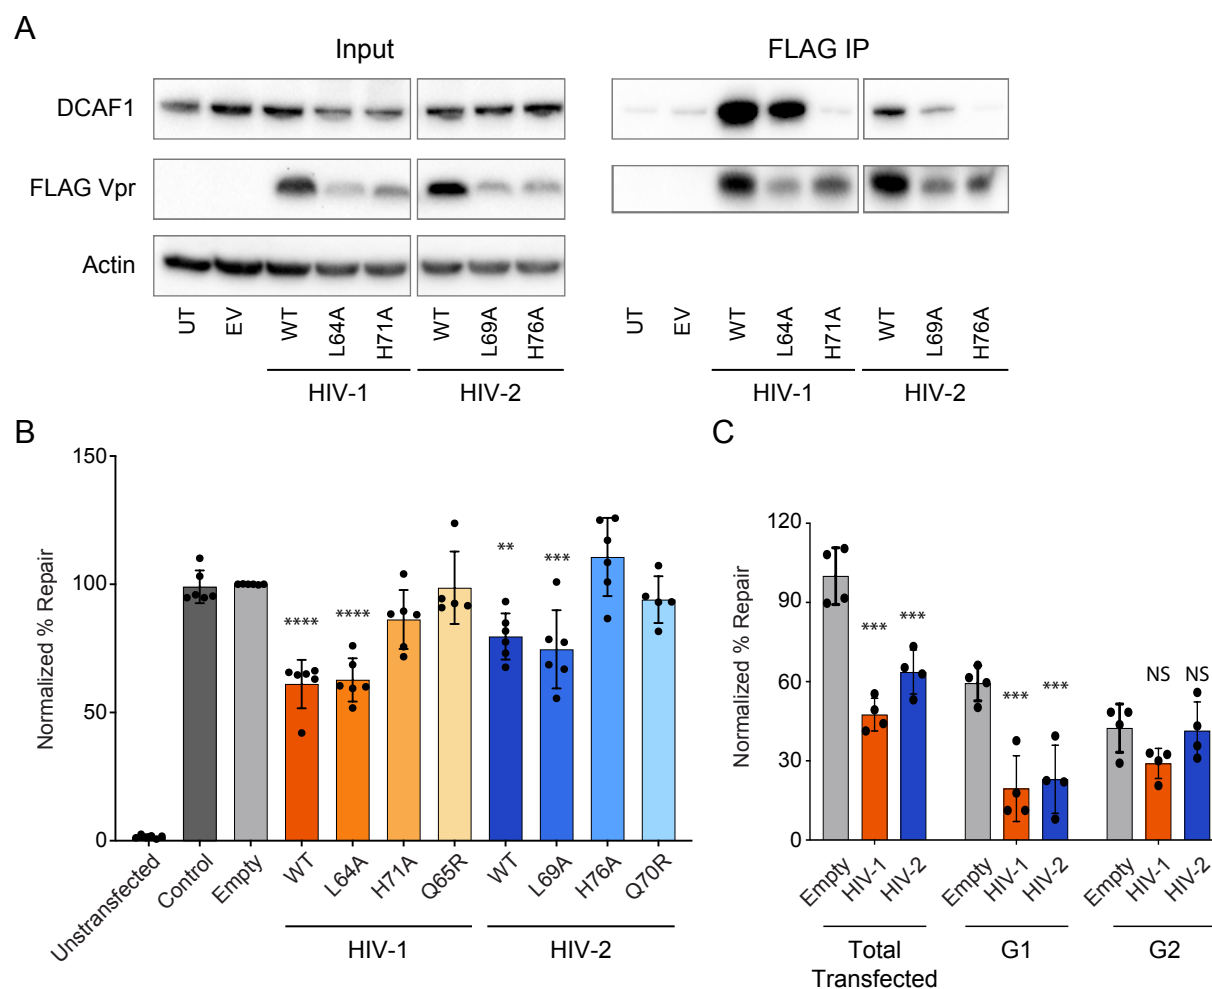 A
Input
FLAG IP
DCAF1
FLAG Vpr
Actin
UT
EV
WT
L64A
H71A
WT
L69A
H76A
HIV-1
HIV-2
UT
EV
WT
L64A
H71A
WT
L69A
H76A
HIV-1
HIV-2
B
Normalized % Repair
150
100
50
0
****
****
**
***
Unstransfected
Control
Empty
WT
L64A
H71A
Q65R
WT
L69A
H76A
Q70R
HIV-1
HIV-2
C
Normalized % Repair
120
90
60
30
0
***
***
***
***
NS
NS
Empty
HIV-1
HIV-2
Empty
HIV-1
HIV-2
Empty
HIV-1
HIV-2
Total
Transfected
G1
G2